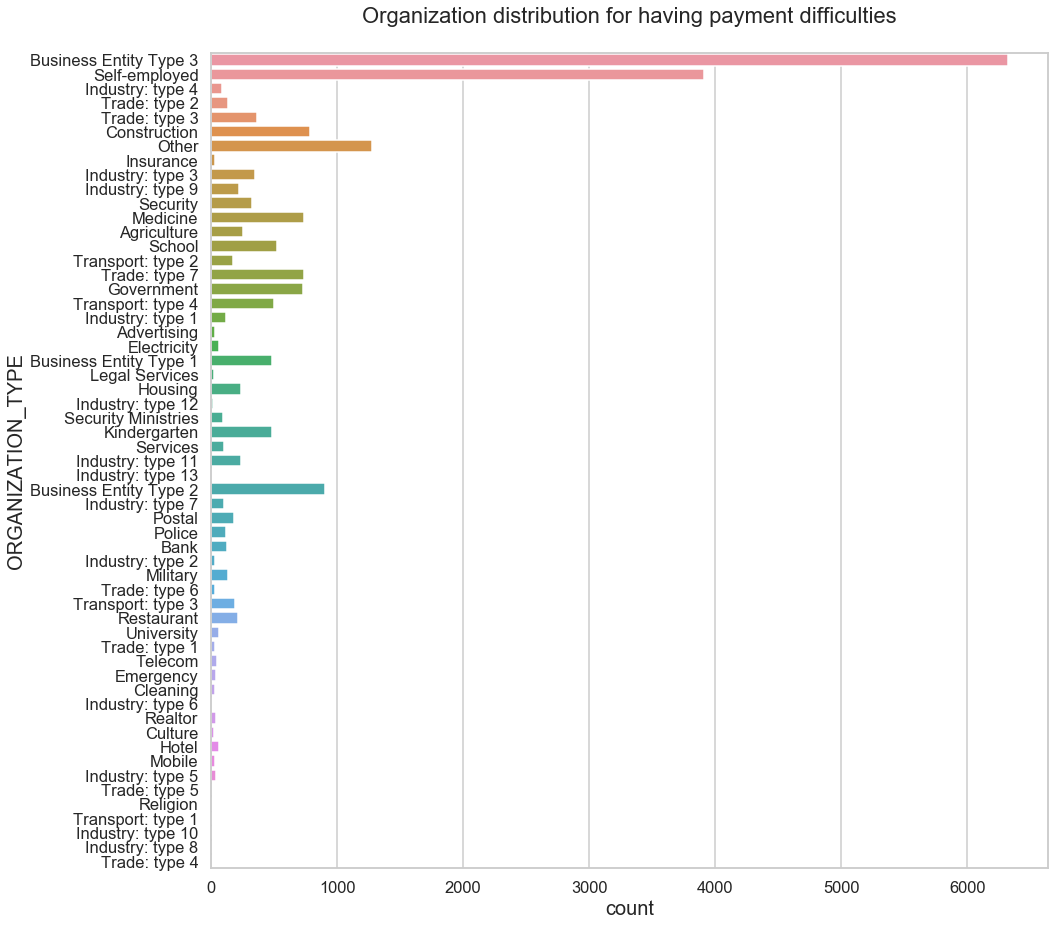 Organization distribution for having payment difficulties
ORGANIZATION_TYPE
Business Entity Type 3
Self-employed
Industry: type 4
Trade: type 2
Trade: type 3
Construction
Other
Insurance
Industry: type 3
Industry: type 9
Security
Medicine
Agriculture
School
Transport: type 2
Trade: type 7
Government
Transport: type 4
Industry: type 1
Advertising
Electricity
Business Entity Type 1
Legal Services
Housing
Industry: type 12
Security Ministries
Kindergarten
Services
Industry: type 11
Industry: type 13
Business Entity Type 2
Industry: type 7
Postal
Police
Bank
Industry: type 2
Military
Trade: type 6
Transport: type 3
Restaurant
University
Trade: type 1
Telecom
Emergency
Cleaning
Industry: type 6
Realtor
Culture
Hotel
Mobile
Industry: type 5
Trade: type 5
Religion
Transport: type 1
Industry: type 10
Industry: type 8
Trade: type 4
0 1000 2000 3000 4000 5000 6000
count